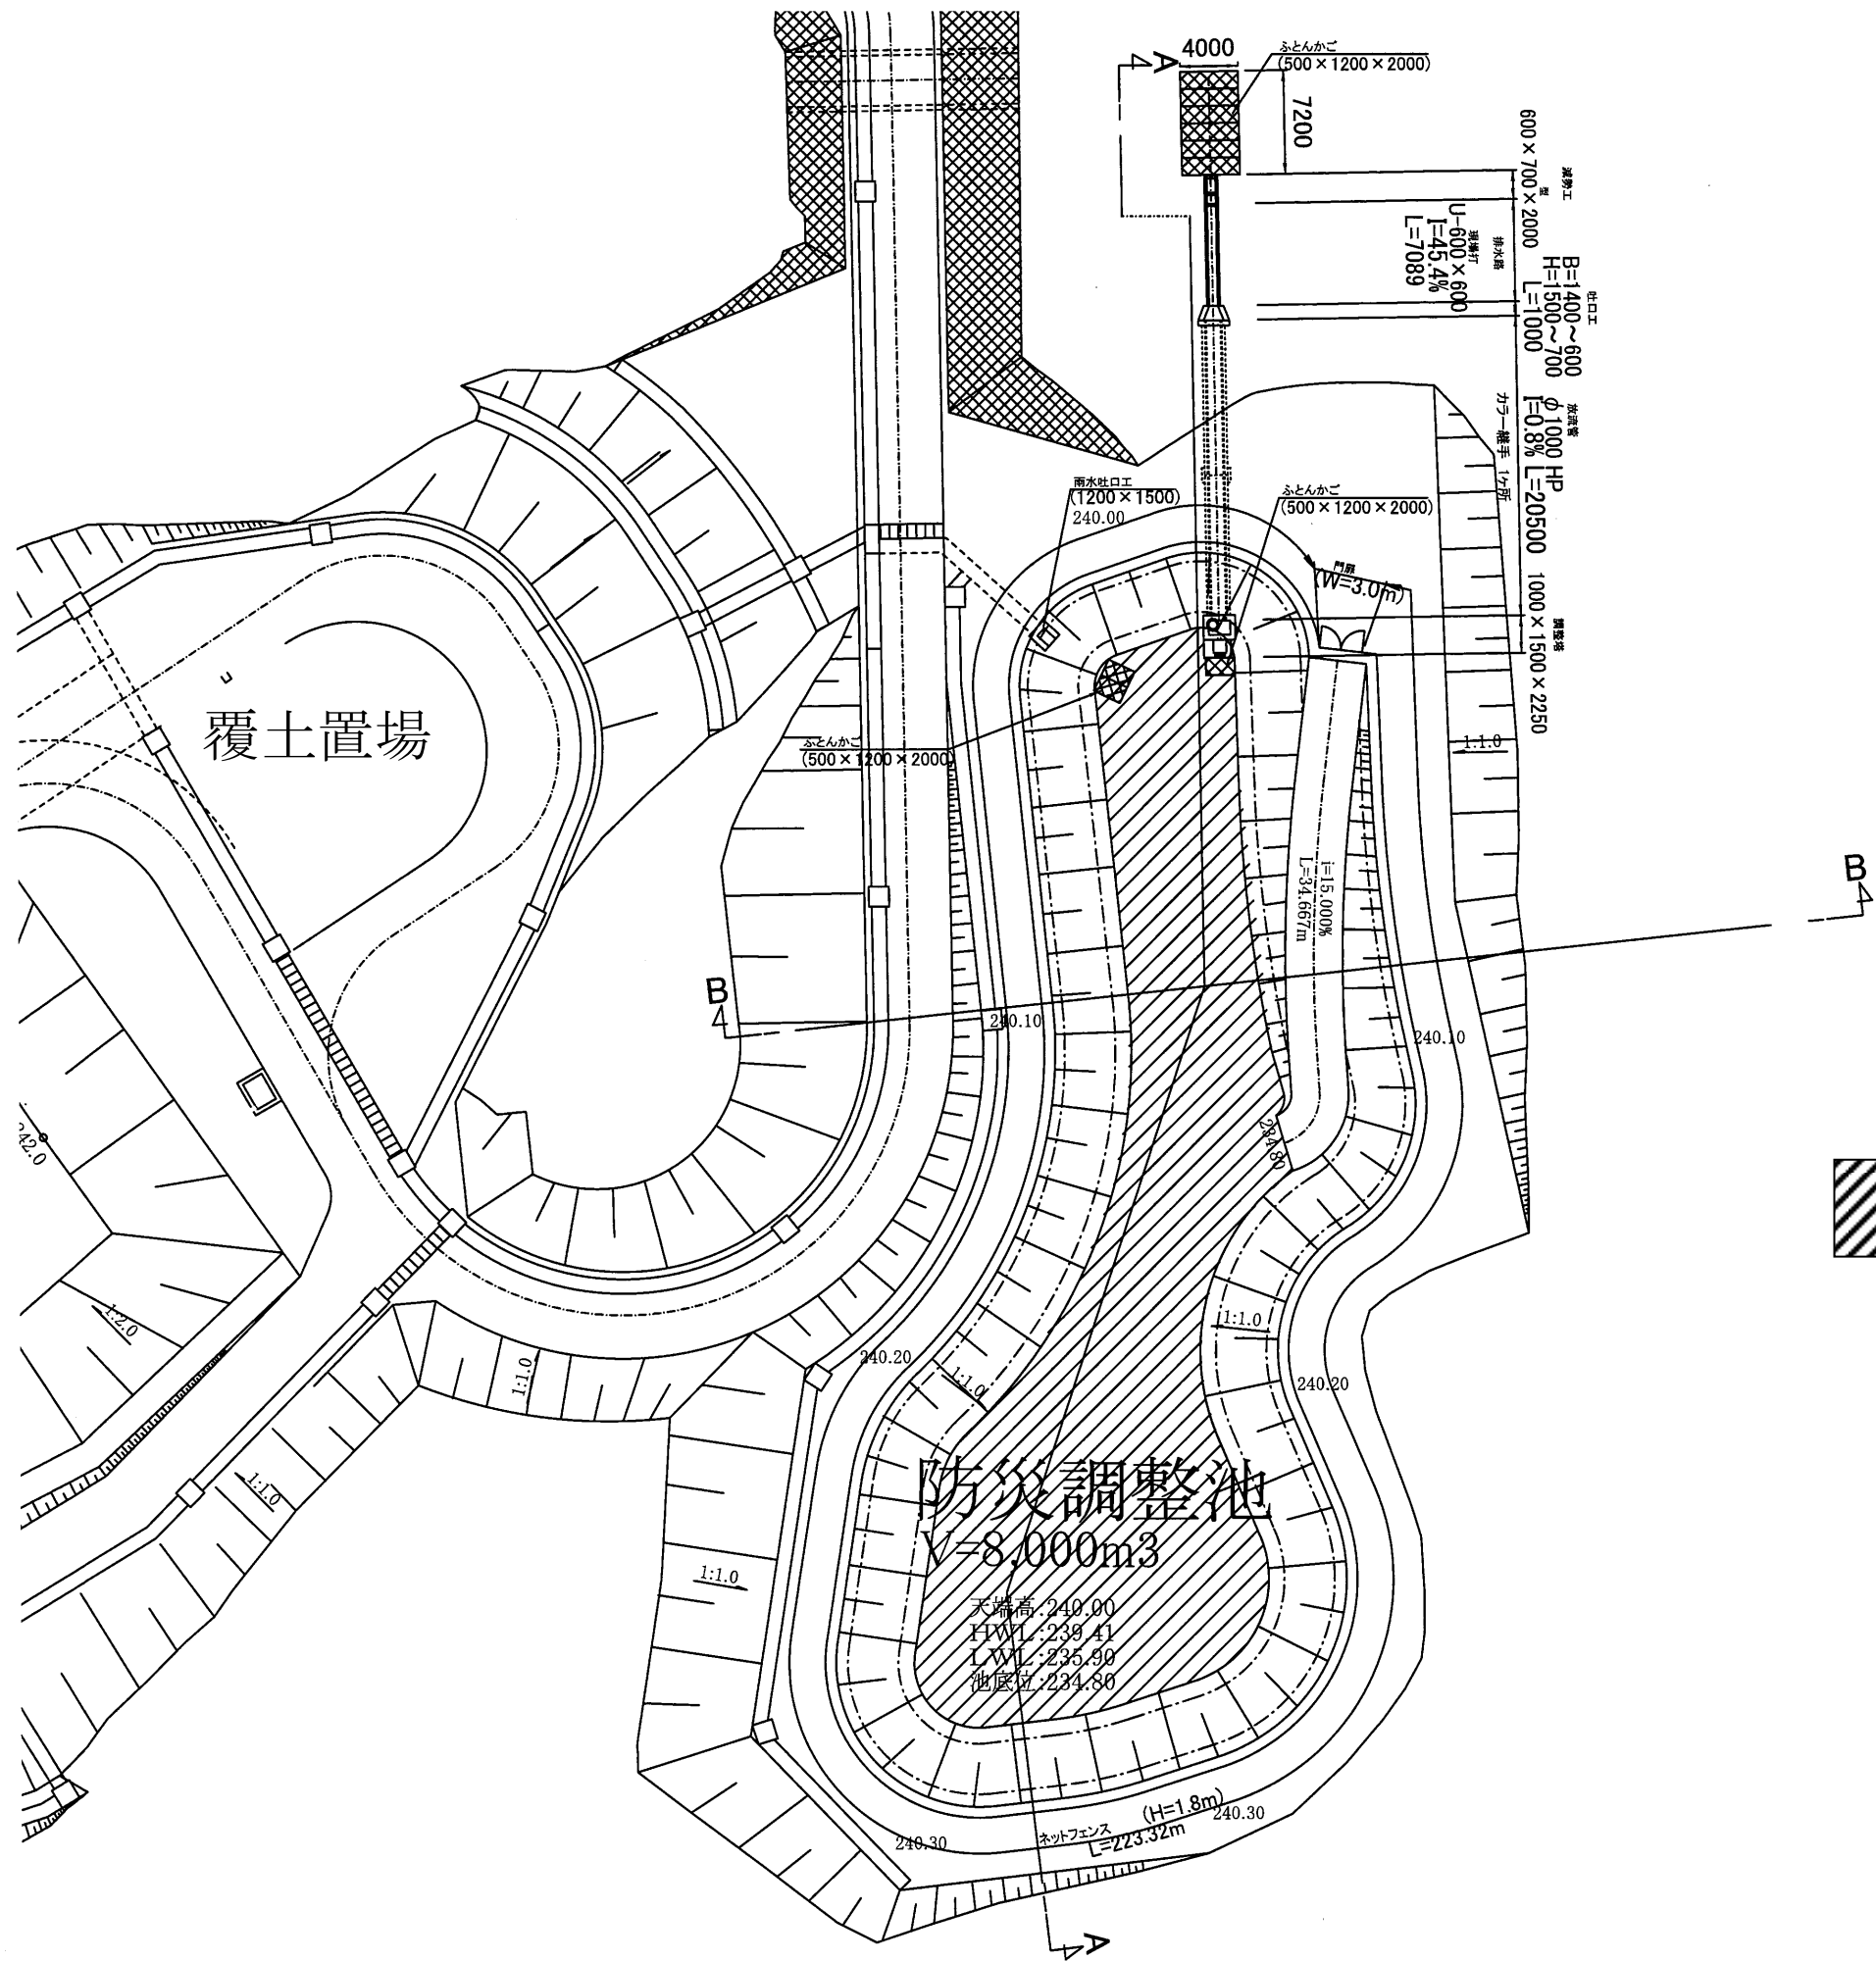 A
4000
ふとんかご
(500×1200×2000)
7200
減勢工
型
600×700×2000
排水路
現場打
U-600×600
I=45.4%
L=7089
吐口工
B=1400~600
H=1500~700
L=1000
放流管
φ1000 HP
I=0.8% L=20500
カラー継手 1ケ所
調整塔
1000×1500×2250
雨水吐口工
(1200×1500)
240.00
ふとんかご
(500×1200×2000)
門扉
(W=3.0m)
覆土置場
ふとんかご
(500×1200×2000)
1:1.0
i=15.000%
L=34.667m
B
B
240.10
240.10
234.80
242.0
1:2.0
1:1.0
240.20
1:1.0
1:1.0
240.20
1:1.0
防災調整池
V=8,000m3
1:1.0
天端高:240.00
HWL:239.41
LWL:235.90
池底位:234.80
(H=1.8m)
ネットフェンス
L=223.32m
240.30
240.30
A